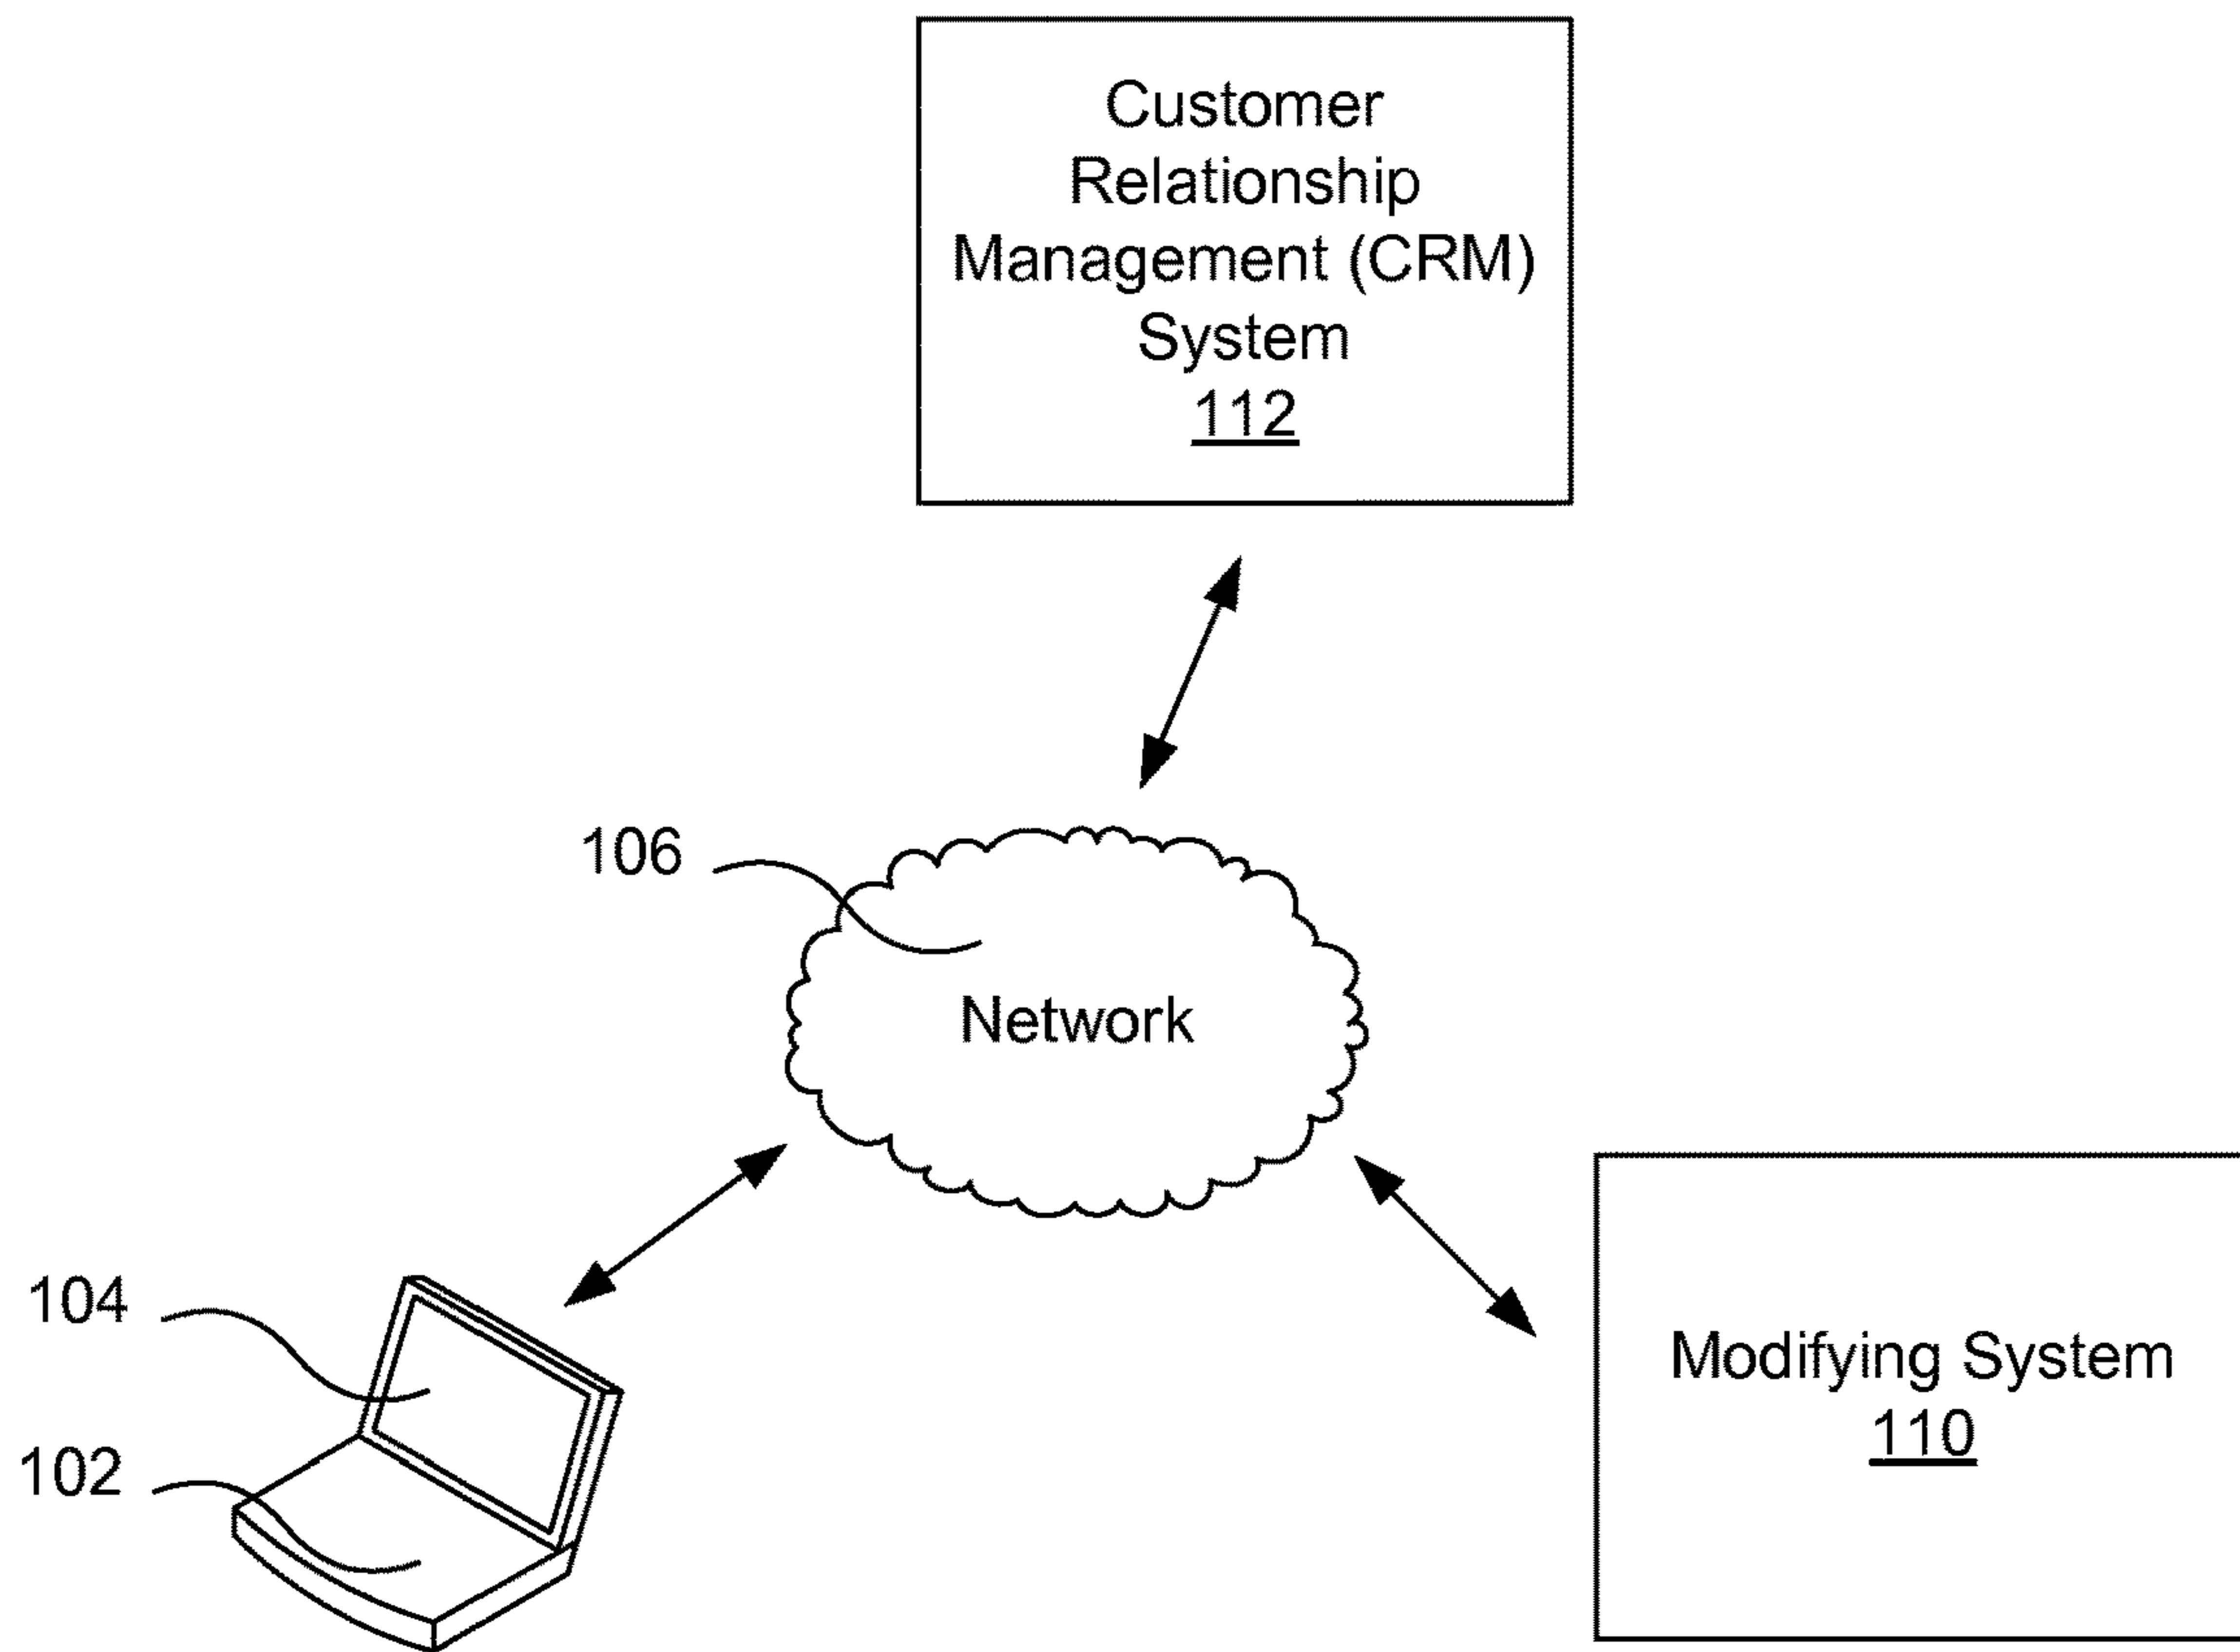 Customer
Relationship
Management (CRM)
System
112
106
Network
104
102
Modifying System
110